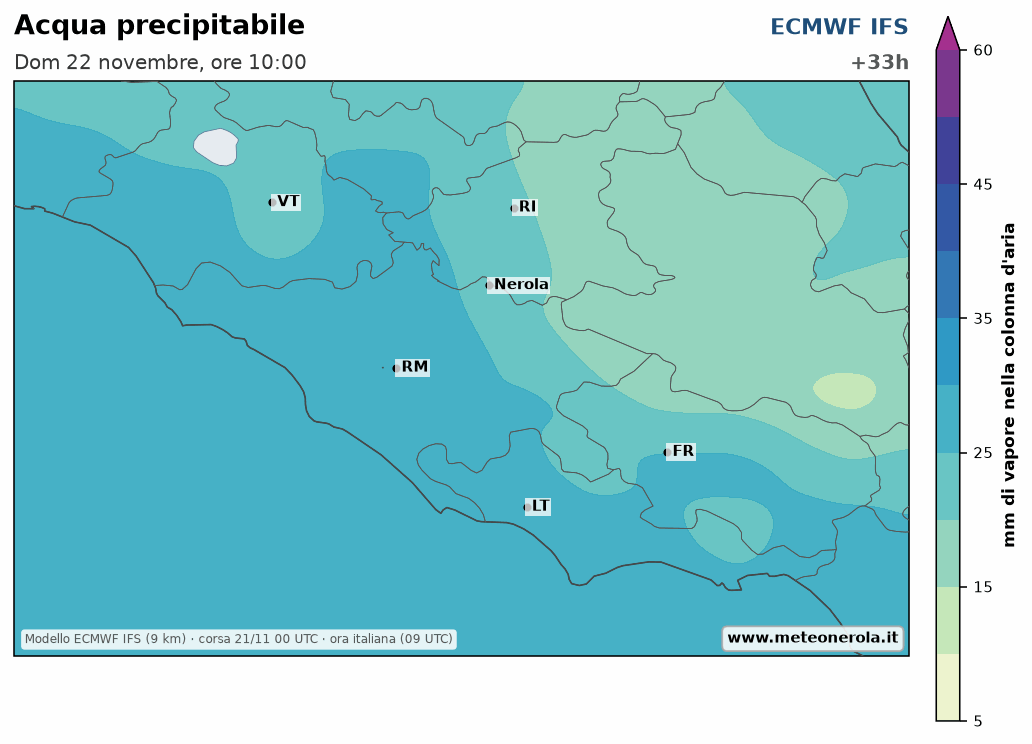 Acqua precipitabile
ECMWF IFS
Dom 22 novembre, ore 10:00
+33h
VT
RI
Nerola
RM
FR
LT
Modello ECMWF IFS (9 km) · corsa 21/11 00 UTC · ora italiana (09 UTC)
www.meteonerola.it
60
45
35
25
15
5
mm di vapore nella colonna d'aria